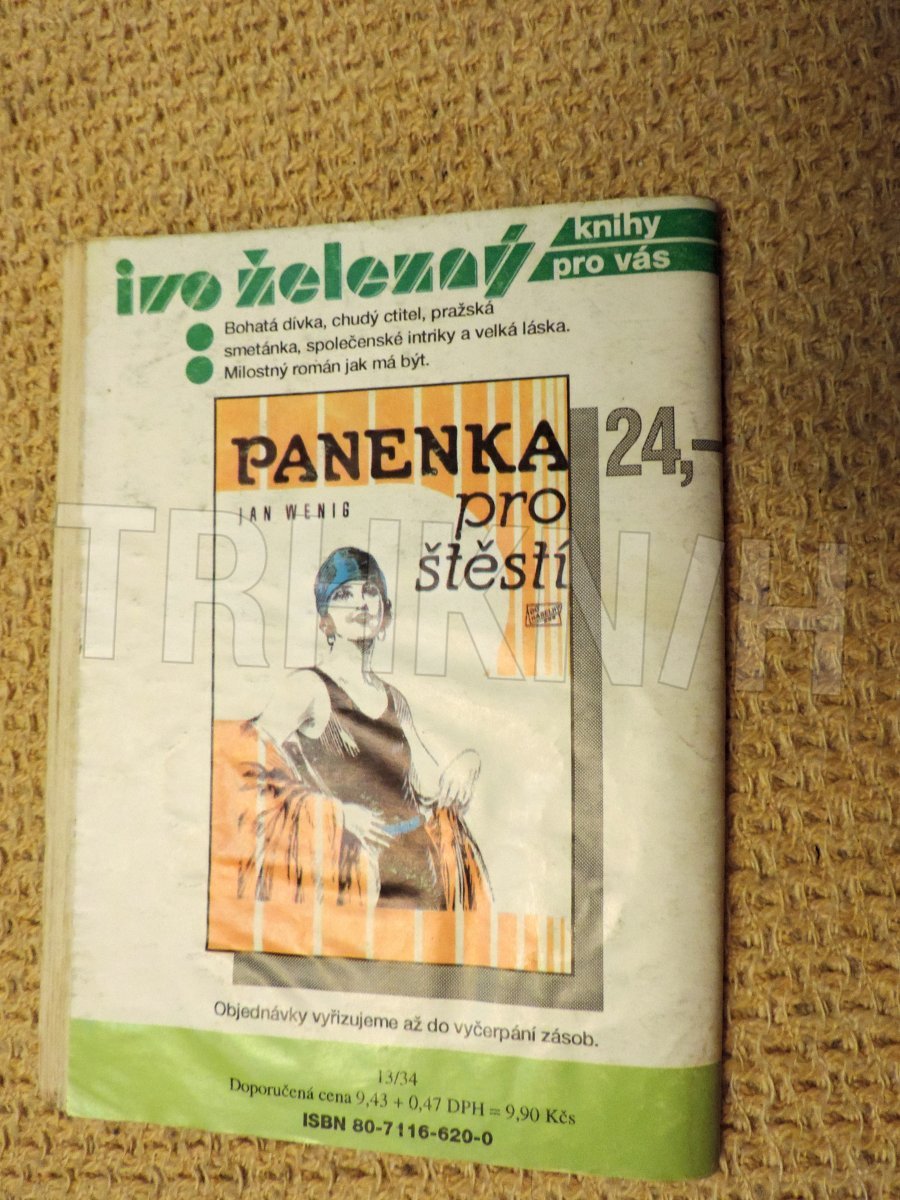 ivo železný
knihy
pro vás
Bohatá dívka, chudý ctitel, pražská
smetánka, společenské intriky a velká láska.
Milostný román jak má být.
24,–
PANENKA
pro
štěstí
JAN WENIG
Objednávky vyřizujeme až do vyčerpání zásob.
13/34
Doporučená cena 9,43 + 0,47 DPH = 9,90 Kčs
ISBN 80-7116-620-0